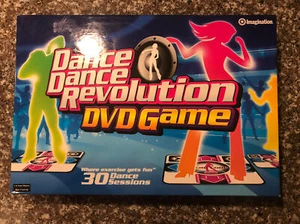 Imagination
Dance
Dance
Revolution
DVD Game
Where exercise gets fun
30 Dance
Sessions